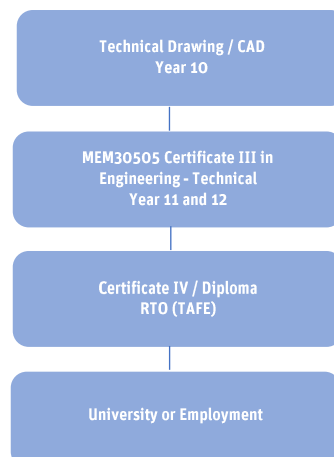 Technical Drawing / CAD
Year 10
MEM30505 Certificate III in
Engineering - Technical
Year 11 and 12
Certificate IV / Diploma
RTO (TAFE)
University or Employment